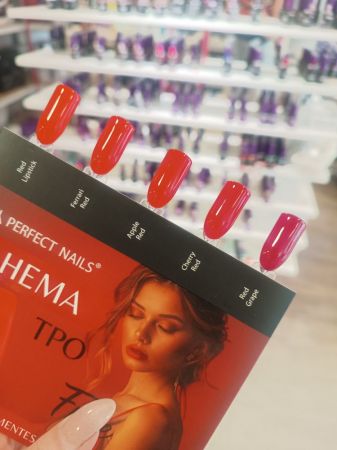 Red
Lipstick
Ferrari
Red
Apple
Red
Cherry
Red
Red
Grape
PERFECT NAILS®
HEMA
TPO
MENTES